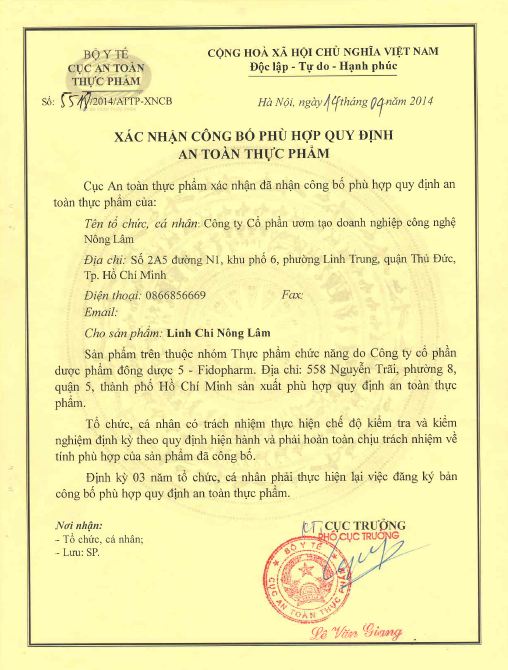 BỘ Y TẾ
CỤC AN TOÀN
THỰC PHẨM
CỘNG HOÀ XÃ HỘI CHỦ NGHĨA VIỆT NAM
Độc lập - Tự do - Hạnh phúc
Số: 5518/2014/ATTP-XNCB
Hà Nội, ngày 14 tháng 04 năm 2014
XÁC NHẬN CÔNG BỐ PHÙ HỢP QUY ĐỊNH
AN TOÀN THỰC PHẨM
Cục An toàn thực phẩm xác nhận đã nhận công bố phù hợp quy định an
toàn thực phẩm của:
Tên tổ chức, cá nhân: Công ty Cổ phần ươm tạo doanh nghiệp công nghệ
Nông Lâm
Địa chỉ: Số 2A5 đường N1, khu phố 6, phường Linh Trung, quận Thủ Đức,
Tp. Hồ Chí Minh
Điện thoại: 0866856669 Fax:
Email:
Cho sản phẩm: Linh Chi Nông Lâm
Sản phẩm trên thuộc nhóm Thực phẩm chức năng do Công ty cổ phần
dược phẩm đông dược 5 - Fidopharm. Địa chỉ: 558 Nguyễn Trãi, phường 8,
quận 5, thành phố Hồ Chí Minh sản xuất phù hợp quy định an toàn thực
phẩm.
Tổ chức, cá nhân có trách nhiệm thực hiện chế độ kiểm tra và kiểm
nghiệm định kỳ theo quy định hiện hành và phải hoàn toàn chịu trách nhiệm về
tính phù hợp của sản phẩm đã công bố.
Định kỳ 03 năm tổ chức, cá nhân phải thực hiện lại việc đăng ký bản
công bố phù hợp quy định an toàn thực phẩm.
Nơi nhận:
- Tổ chức, cá nhân;
- Lưu: SP.
KT. CỤC TRƯỞNG
PHÓ CỤC TRƯỞNG
BỘ Y TẾ
CỤC AN TOÀN THỰC PHẨM
Lê Văn Giang